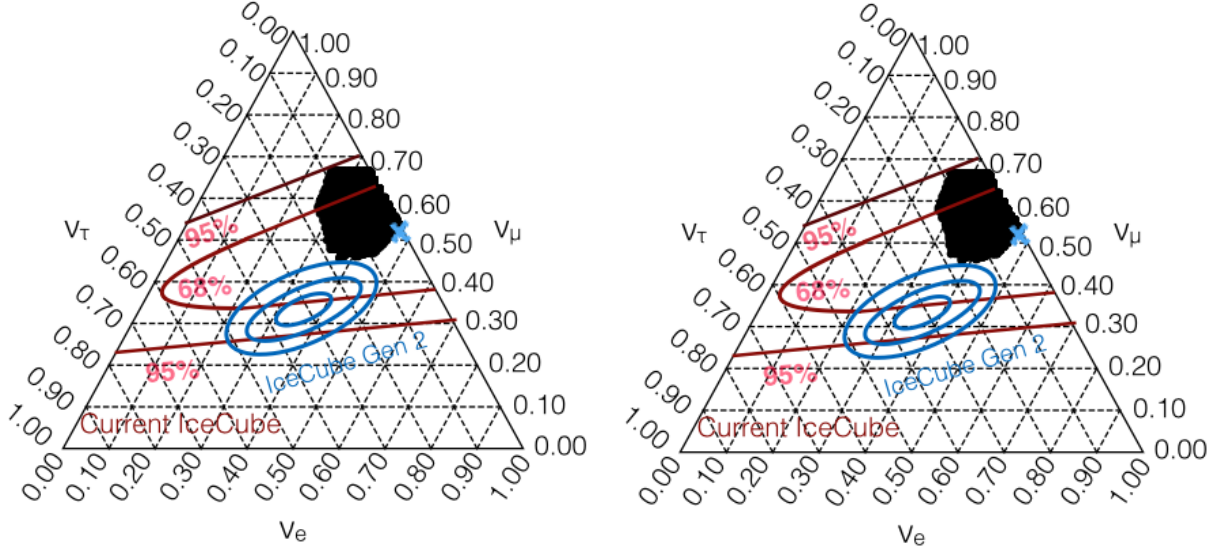 0.00 1.00 0.00 1.00
0.10 0.90 0.10 0.90
0.20 0.80 0.20 0.80
0.30 0.70 0.30 0.70
0.40 0.60 0.40 0.60
ντ 0.50 95% 0.50 νμ ντ 0.50 95% 0.50 νμ
0.60 68% 0.40 0.60 68% 0.40
0.70 0.30 0.70 0.30
0.80 95% IceCube Gen 2 0.20 0.80 95% IceCube Gen 2 0.20
0.90 Current IceCube 0.10 0.90 Current IceCube 0.10
1.00 0.00 1.00 0.00
0.00 0.10 0.20 0.30 0.40 0.50 0.60 0.70 0.80 0.90 1.00 0.00 0.10 0.20 0.30 0.40 0.50 0.60 0.70 0.80 0.90 1.00
νe νe